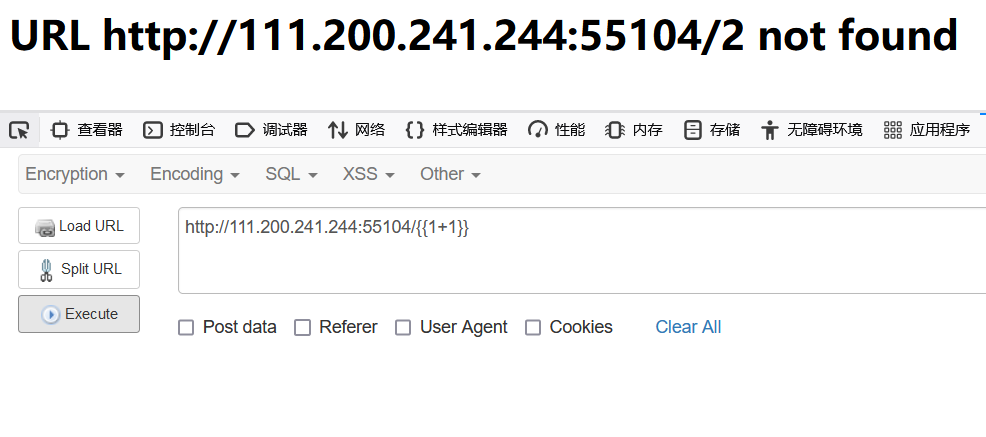 URL http://111.200.241.244:55104/2 not found
查看器 控制台 调试器 网络 样式编辑器 性能 内存 存储 无障碍环境 应用程序
Encryption Encoding SQL XSS Other
Load URL http://111.200.241.244:55104/{{1+1}}
Split URL
Execute
Post data Referer User Agent Cookies Clear All